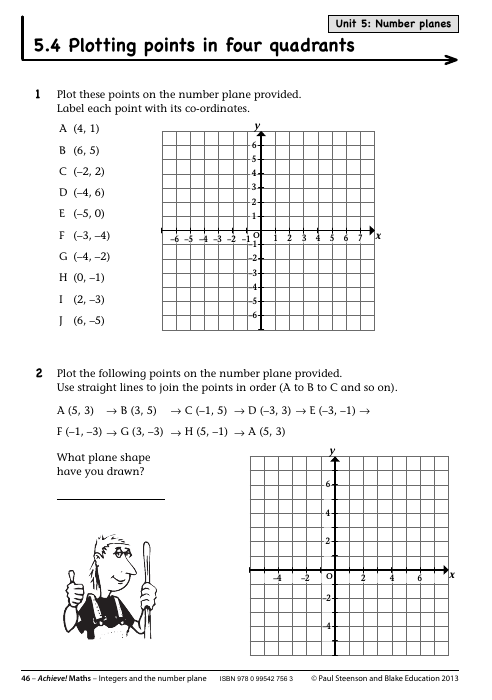 Unit 5: Number planes
5.4 Plotting points in four quadrants
1 Plot these points on the number plane provided.
Label each point with its co-ordinates.
A (4, 1)
B (6, 5)
C (–2, 2)
D (–4, 6)
E (–5, 0)
F (–3, –4)
G (–4, –2)
H (0, –1)
I (2, –3)
J (6, –5)
y
6
5
4
3
2
1
–6 –5 –4 –3 –2 –1 O 1 2 3 4 5 6 7 x
–1
–2
–3
–4
–5
–6
2 Plot the following points on the number plane provided.
Use straight lines to join the points in order (A to B to C and so on).
A (5, 3) → B (3, 5) → C (–1, 5) → D (–3, 3) → E (–3, –1) →
F (–1, –3) → G (3, –3) → H (5, –1) → A (5, 3)
What plane shape
have you drawn?
y
6
4
2
–4 –2 O 2 4 6 x
–2
–4
46 – Achieve! Maths – Integers and the number plane ISBN 978 0 99542 756 3 © Paul Steenson and Blake Education 2013